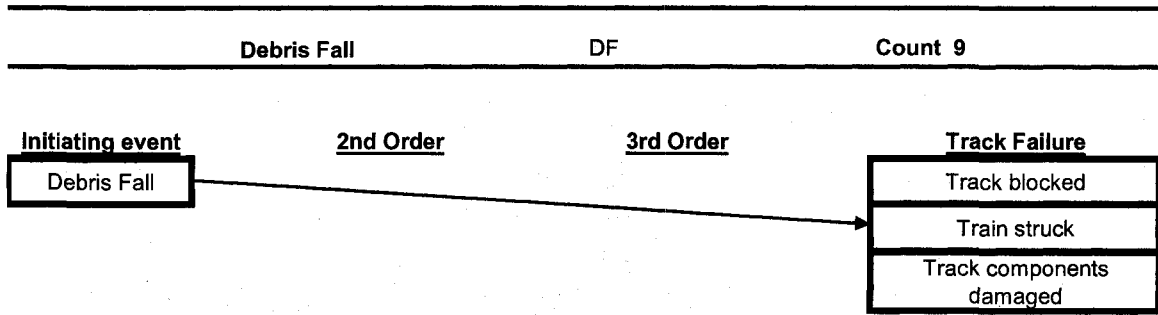 Debris Fall DF Count 9
Initiating event 2nd Order 3rd Order Track Failure
Debris Fall
Track blocked
Train struck
Track components
damaged